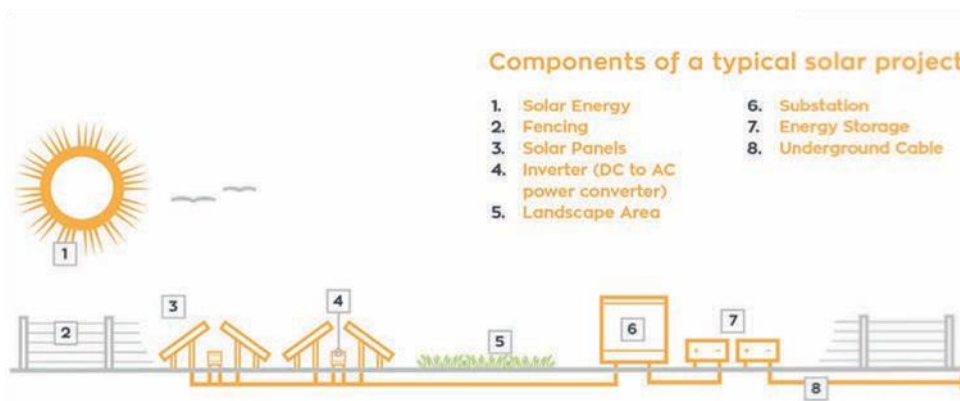 Components of a typical solar project
1. Solar Energy
2. Fencing
3. Solar Panels
4. Inverter (DC to AC
power converter)
5. Landscape Area
6. Substation
7. Energy Storage
8. Underground Cable
1
2
3
4
5
6
7
8